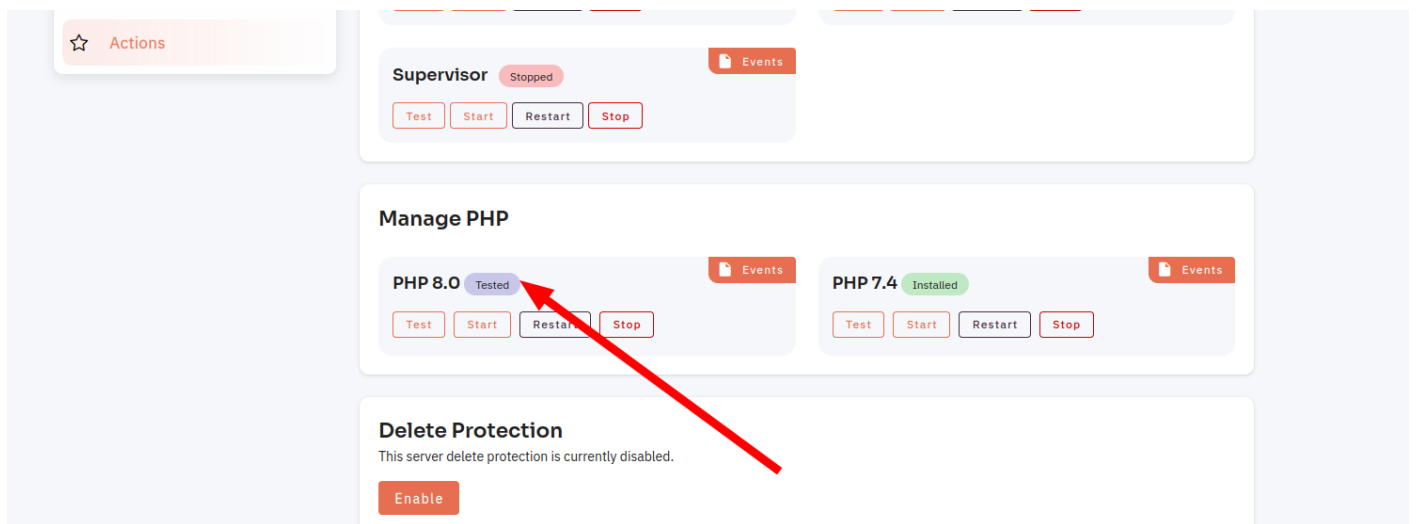 Actions
Supervisor Stopped Events
Test Start Restart Stop
Manage PHP
PHP 8.0 Tested Events
Test Start Restart Stop
PHP 7.4 Installed Events
Test Start Restart Stop
Delete Protection
This server delete protection is currently disabled.
Enable